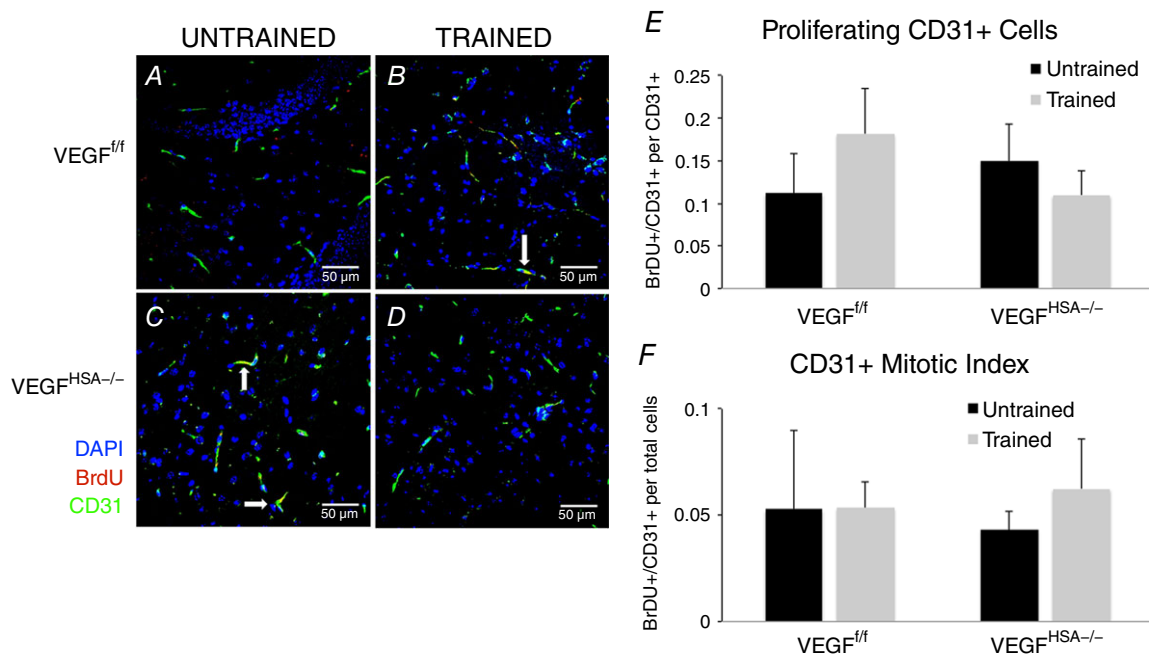 UNTRAINED
TRAINED
A
B
VEGF^f/f
50 µm
50 µm
C
D
VEGF^HSA−/−
DAPI
BrdU
CD31
50 µm
50 µm
E
Proliferating CD31+ Cells
BrDU+/CD31+ per CD31+
0.25
0.2
0.15
0.1
0.05
0
Untrained
Trained
VEGF^f/f
VEGF^HSA−/−
F
CD31+ Mitotic Index
BrDU+/CD31+ per total cells
0.1
0.05
0
Untrained
Trained
VEGF^f/f
VEGF^HSA−/−